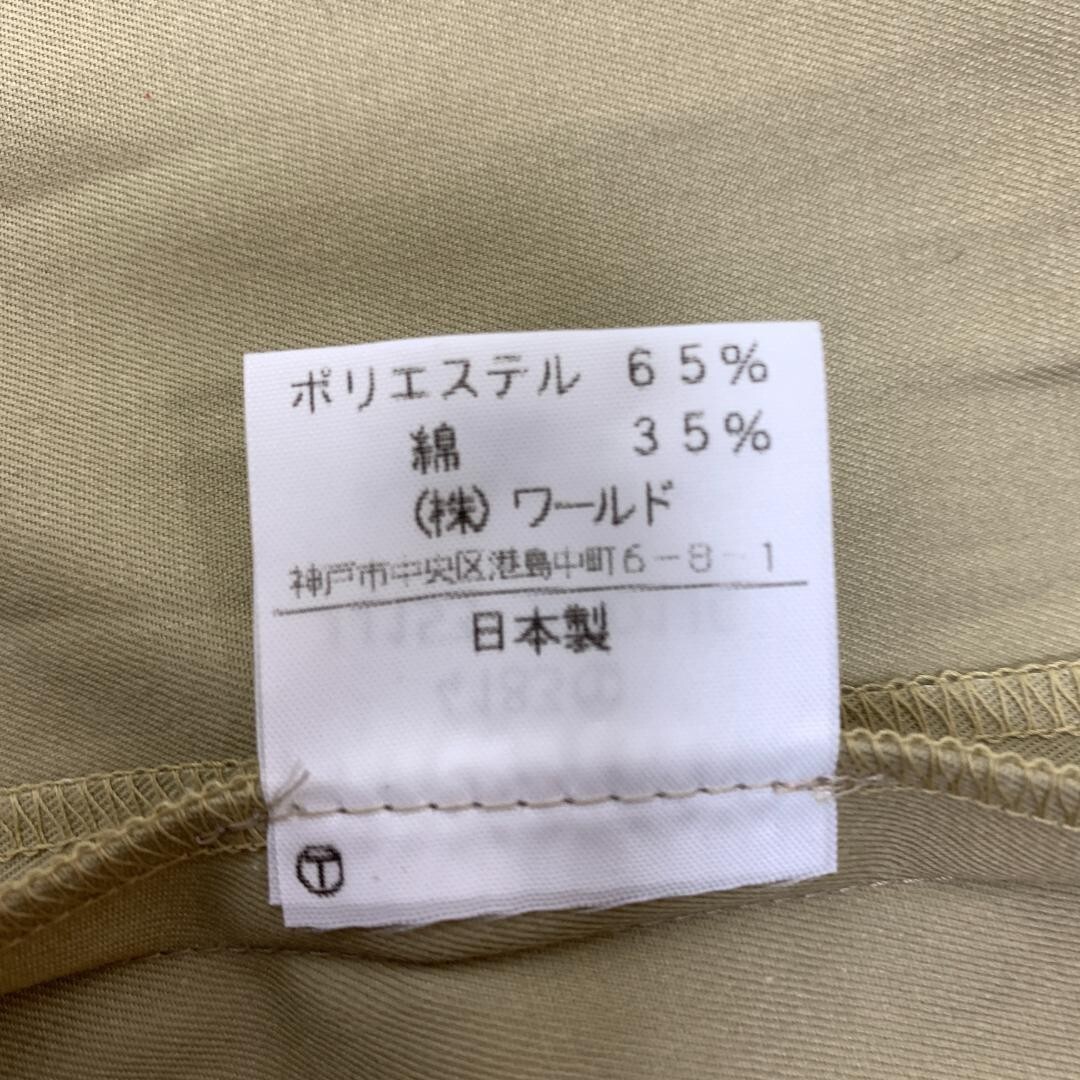 ポリエステル 65%
綿 35%
(株) ワールド
神戸市中央区港島中町6-8-1
日本製
T